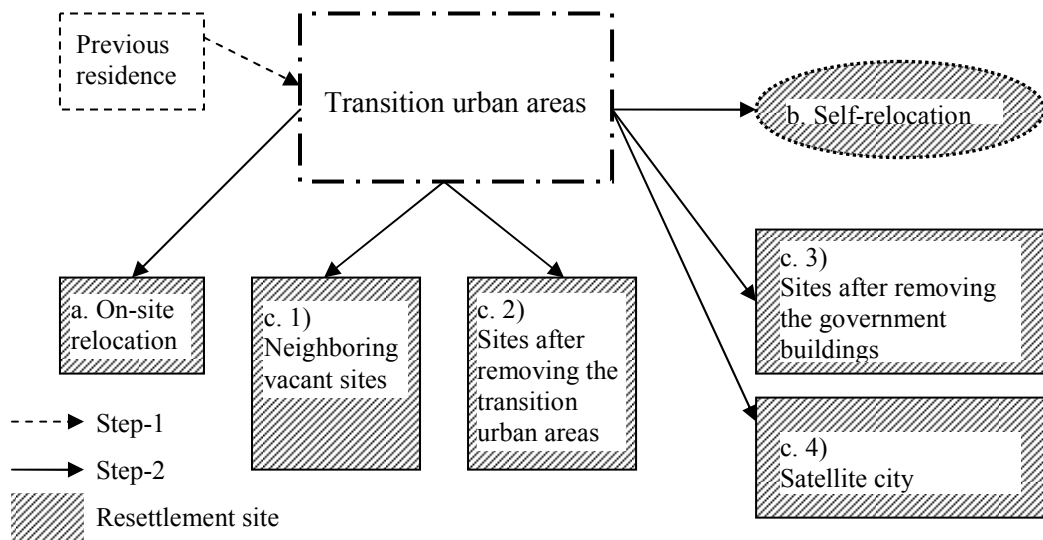 Previous
residence
Transition urban areas
b. Self-relocation
a. On-site
relocation
c. 1)
Neighboring
vacant sites
c. 2)
Sites after
removing the
transition
urban areas
c. 3)
Sites after removing
the government
buildings
c. 4)
Satellite city
Step-1
Step-2
Resettlement site